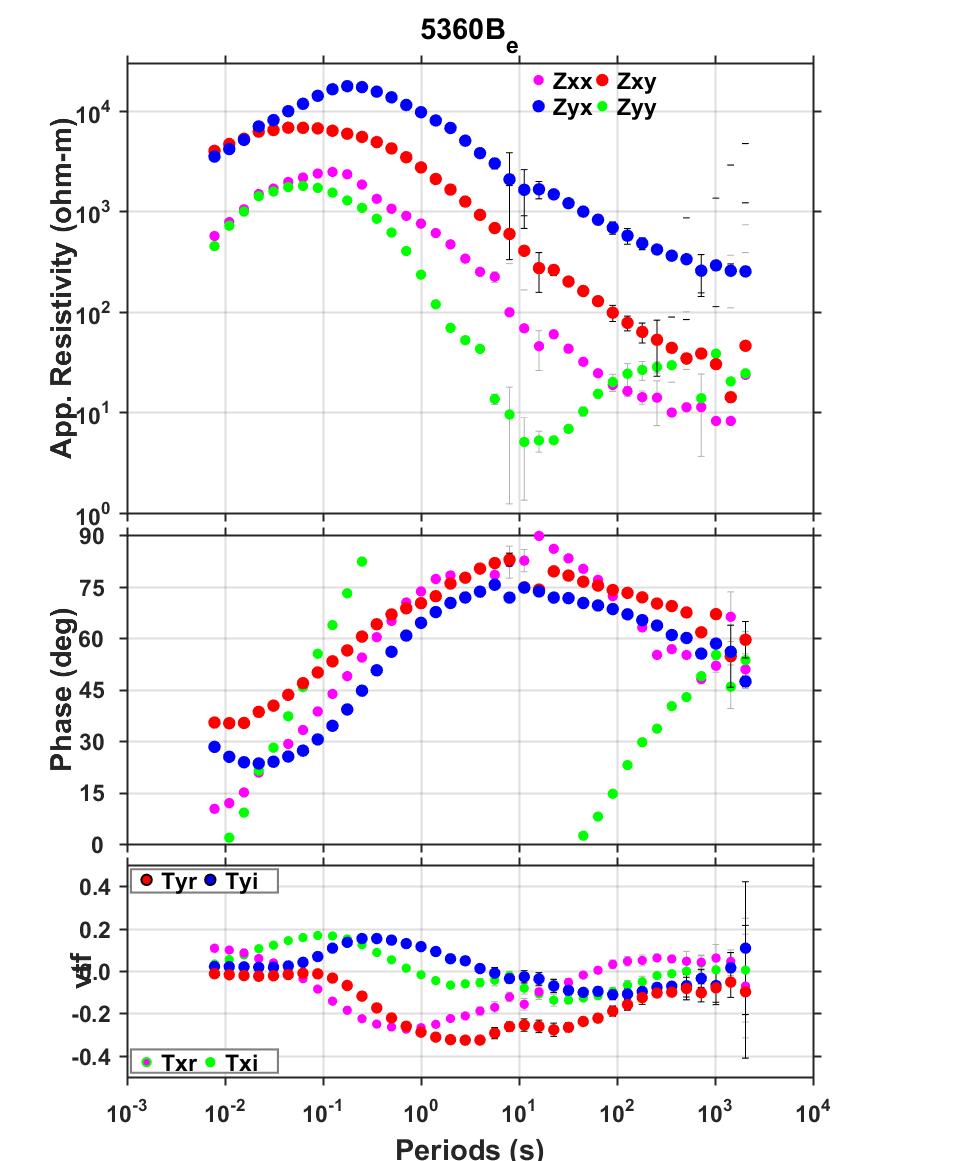 5360B_e
Zxx Zxy
Zyx Zyy
App. Resistivity (ohm-m)
10^4
10^3
10^2
10^1
10^0
Phase (deg)
90
75
60
45
30
15
0
Tyr Tyi
vtf
0.4
0.2
0.0
-0.2
-0.4
Txr Txi
10^-3 10^-2 10^-1 10^0 10^1 10^2 10^3 10^4
Periods (s)